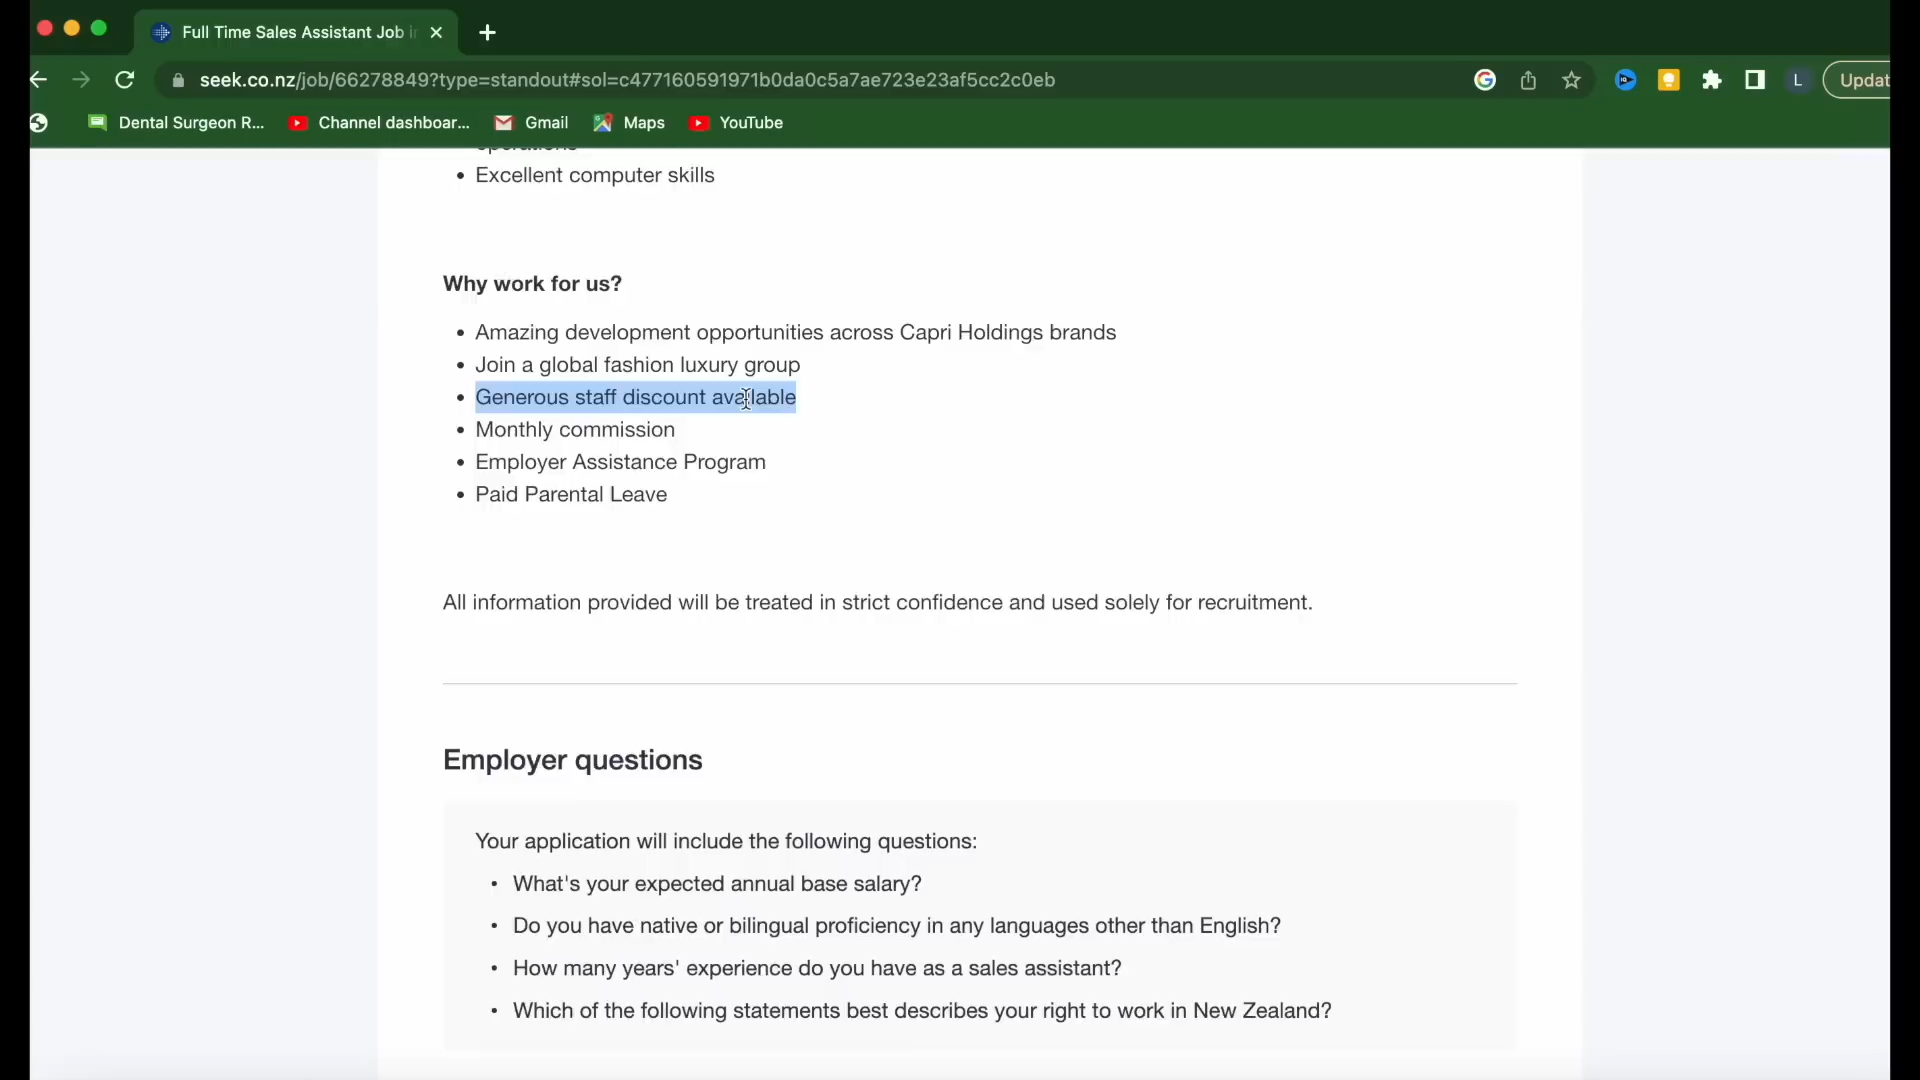 Full Time Sales Assistant Job i
seek.co.nz/job/66278849?type=standout#sol=c477160591971b0da0c5a7ae723e23af5cc2c0eb
L
Updat
Dental Surgeon R...
Channel dashboar...
Gmail
Maps
YouTube
operations
• Excellent computer skills
Why work for us?
• Amazing development opportunities across Capri Holdings brands
• Join a global fashion luxury group
• Generous staff discount available
• Monthly commission
• Employer Assistance Program
• Paid Parental Leave
All information provided will be treated in strict confidence and used solely for recruitment.
Employer questions
Your application will include the following questions:
• What's your expected annual base salary?
• Do you have native or bilingual proficiency in any languages other than English?
• How many years' experience do you have as a sales assistant?
• Which of the following statements best describes your right to work in New Zealand?